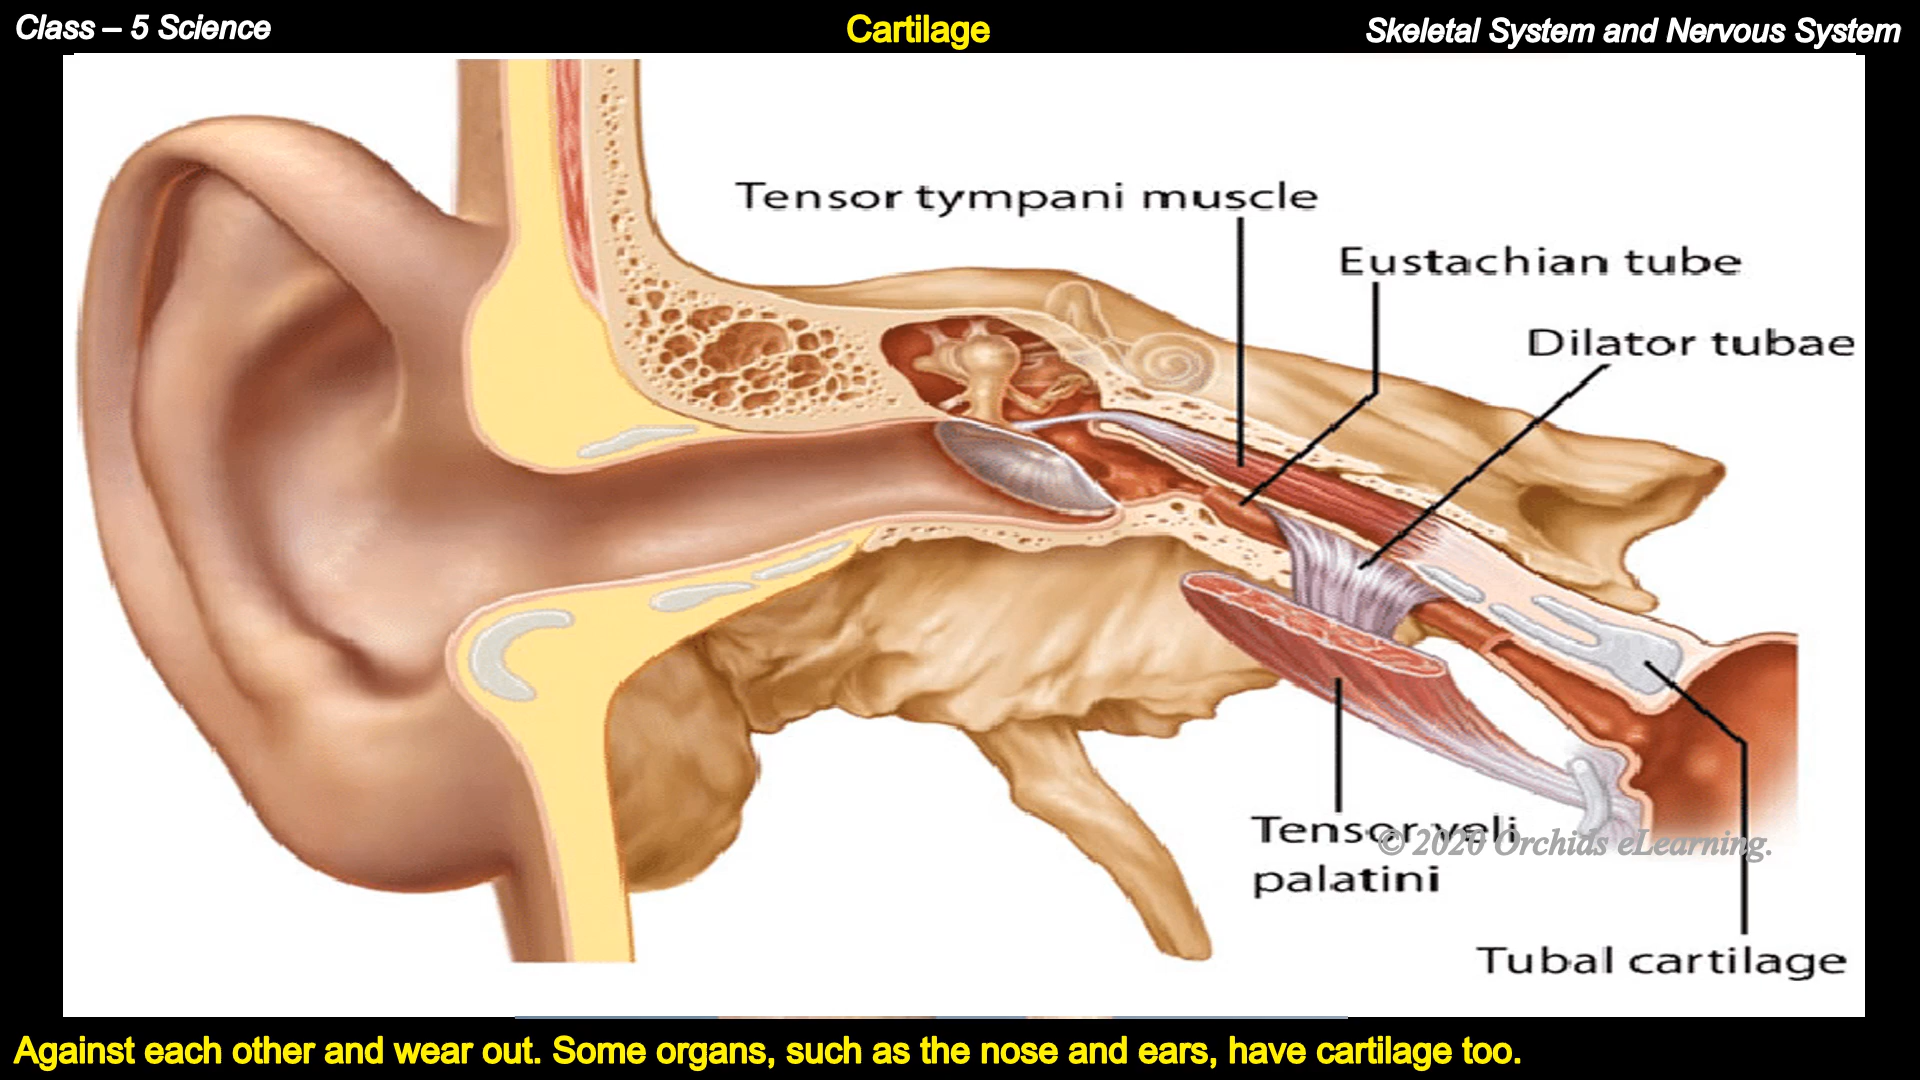 Class – 5 Science
Cartilage
Skeletal System and Nervous System
Tensor tympani muscle
Eustachian tube
Dilator tubae
Tensor veli
palatini
© 2020 Orchids eLearning.
Tubal cartilage
Against each other and wear out. Some organs, such as the nose and ears, have cartilage too.